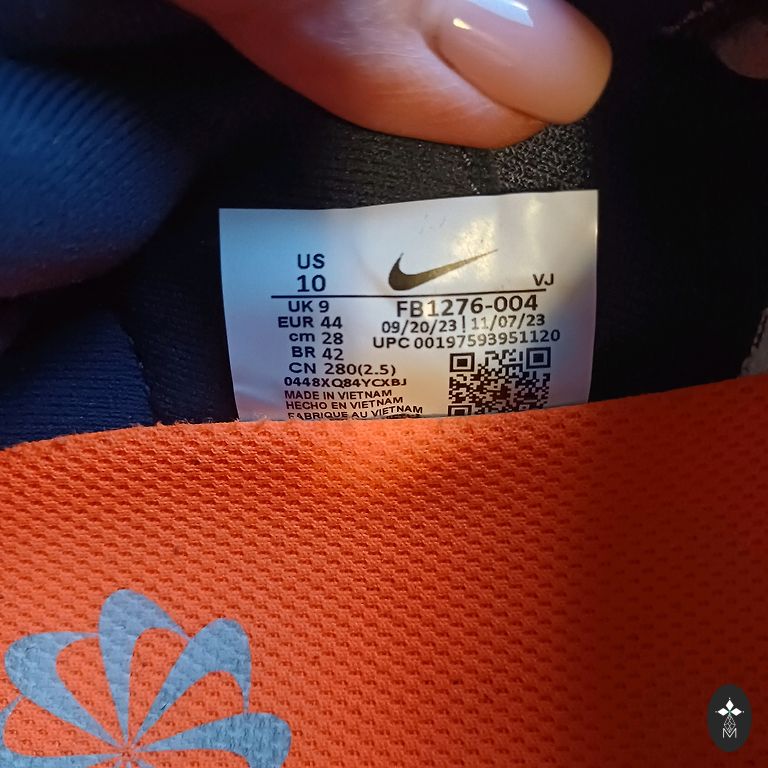 US
10
VJ
UK 9
FB1276-004
EUR 44
09/20/23 | 11/07/23
cm 28
UPC 00197593951120
BR 42
CN 280(2.5)
0448XQ84YCXBJ
MADE IN VIETNAM
HECHO EN VIETNAM
FABRIQUE AU VIETNAM
M